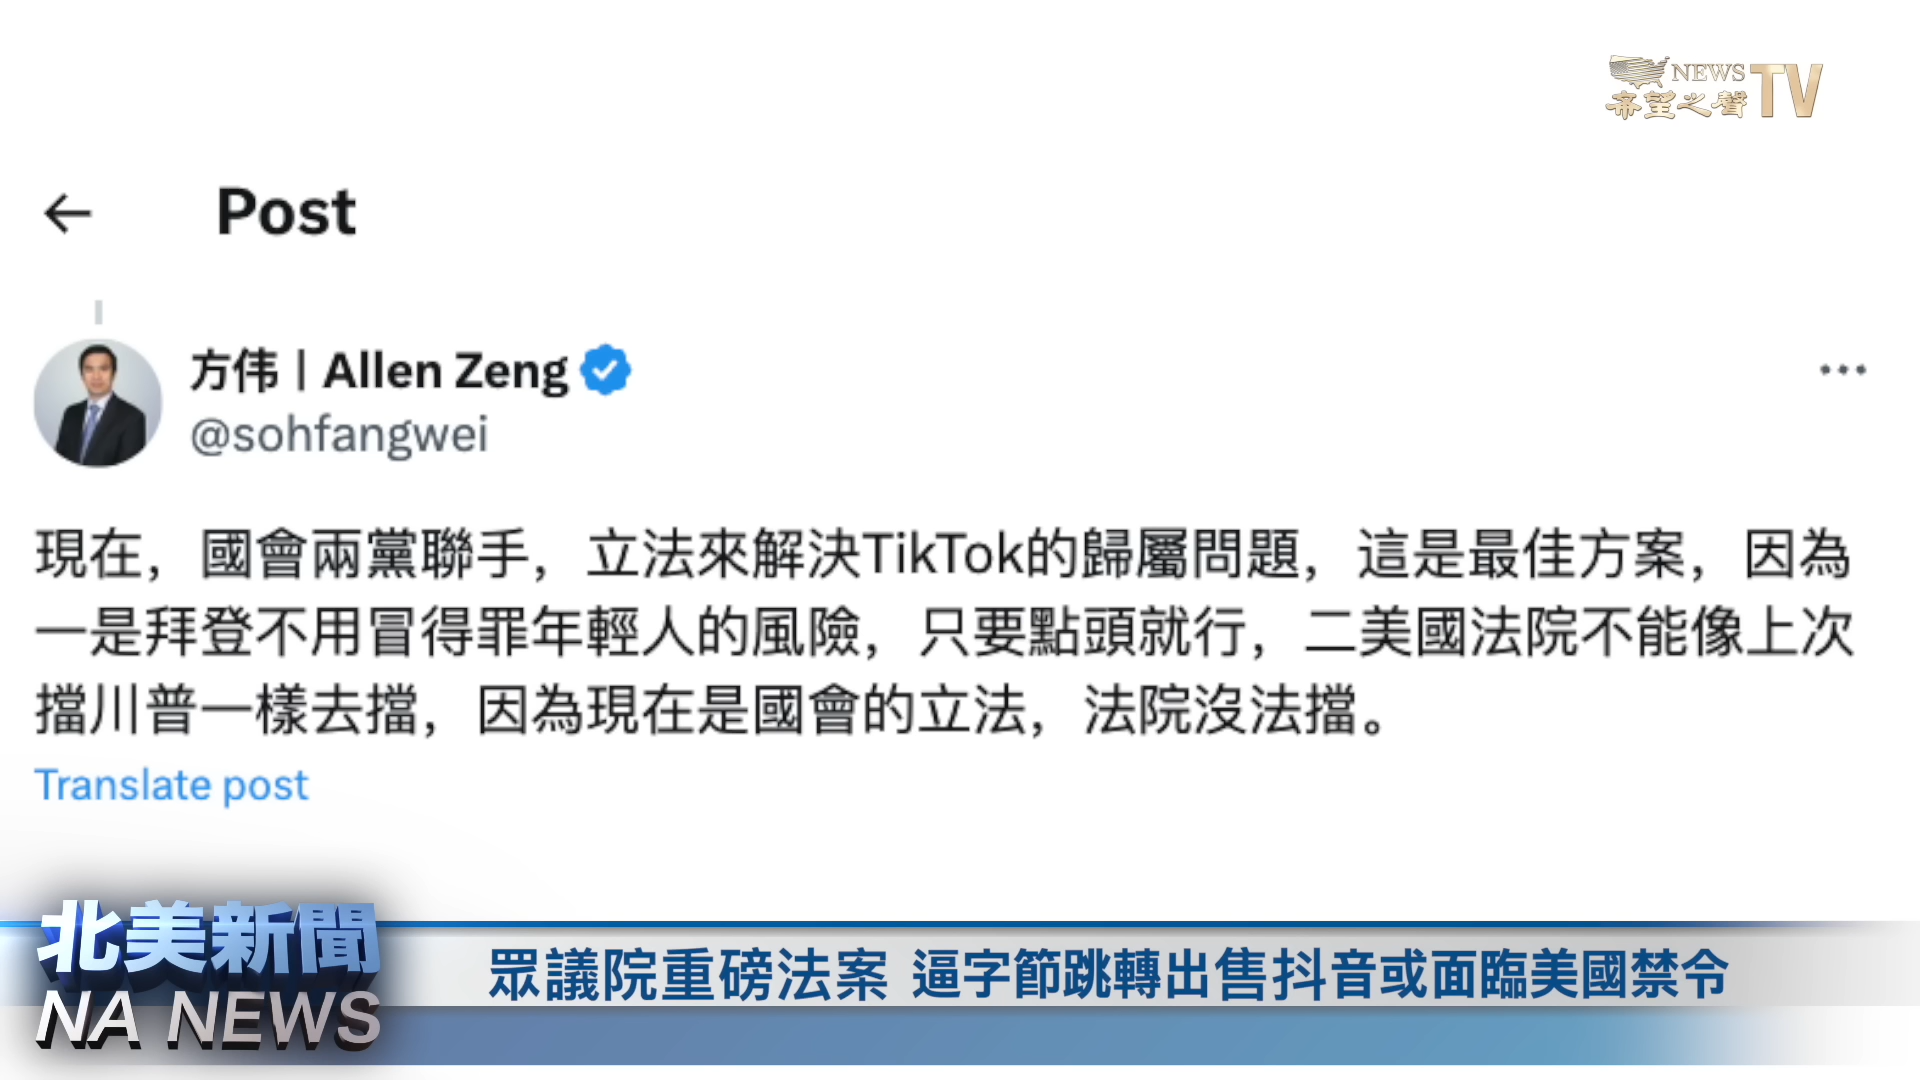 NEWS
希望之聲TV
Post
方伟 | Allen Zeng
@sohfangwei
現在，國會兩黨聯手，立法來解決TikTok的歸屬問題，這是最佳方案，因為
一是拜登不用冒得罪年輕人的風險，只要點頭就行，二美國法院不能像上次
擋川普一樣去擋，因為現在是國會的立法，法院沒法擋。
Translate post
北美新聞
NA NEWS
眾議院重磅法案 逼字節跳轉出售抖音或面臨美國禁令